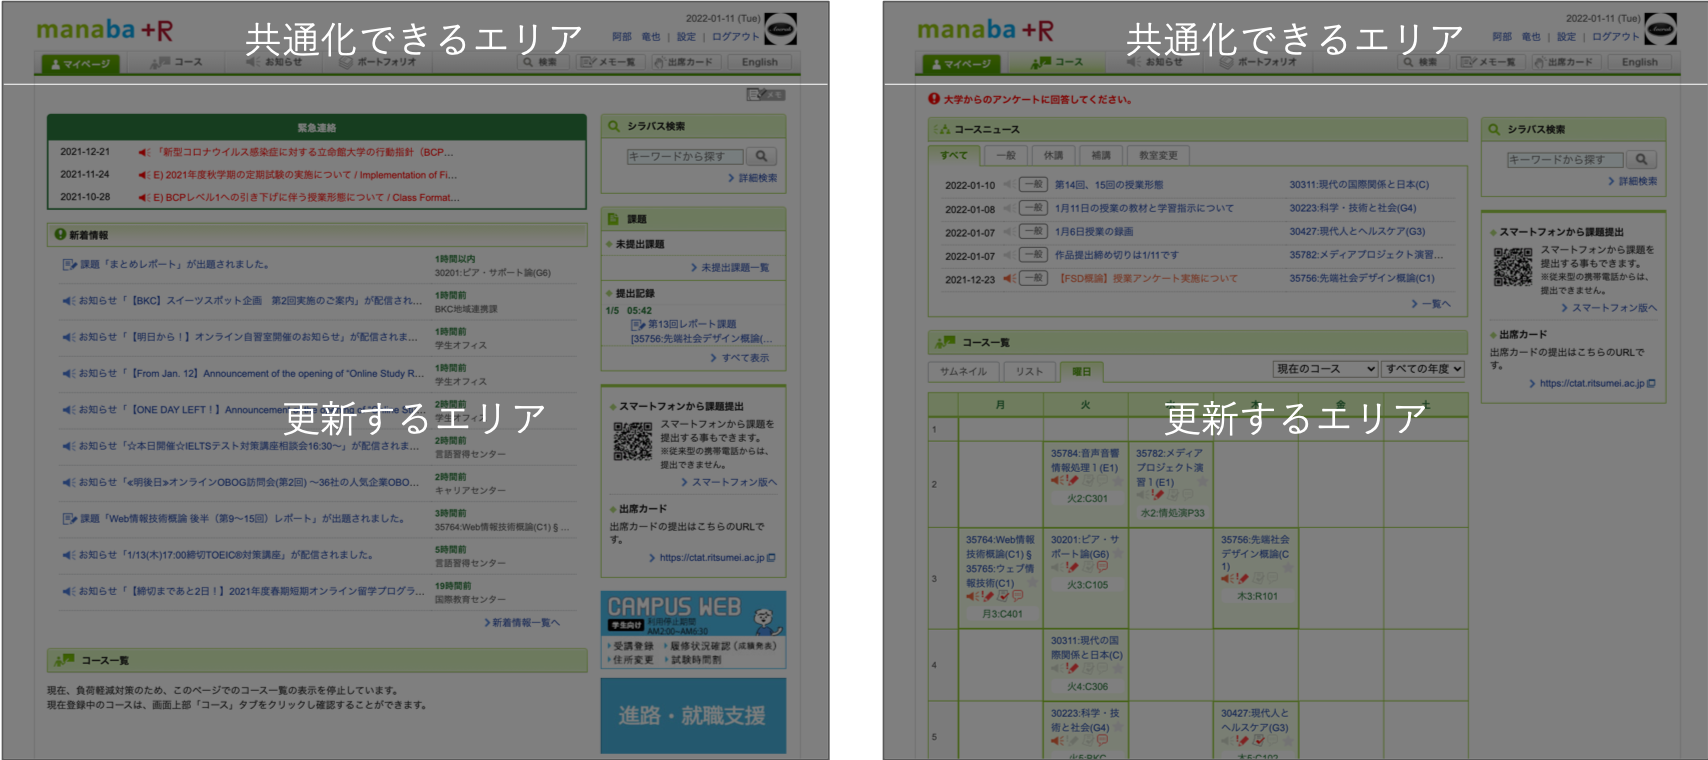 manaba +R
2022-01-11 (Tue)
阿部 竜也 | 設定 | ログアウト
共通化できるエリア
マイページ コース お知らせ ポートフォリオ 検索 メモ一覧 出席カード English
メモ
緊急連絡
2021-12-21 「新型コロナウイルス感染症に対する立命館大学の行動指針（BCP...
2021-11-24 E) 2021年度秋学期の定期試験の実施について / Implementation of Fi...
2021-10-28 E) BCPレベル1への引き下げに伴う授業形態について / Class Format...
新着情報
課題「まとめレポート」が出題されました。 1時間以内
30201:ピア・サポート論(G6)
お知らせ「【BKC】スイーツスポット企画 第2回実施のご案内」が配信され... 1時間前
BKC地域連携課
お知らせ「【明日から！】オンライン自習室開催のお知らせ」が配信されま... 1時間前
学生オフィス
お知らせ「【From Jan. 12】Announcement of the opening of "Online Study R... 1時間前
学生オフィス
お知らせ「【ONE DAY LEFT！】Announcement 2時間前
学生オフィス
更新するエリア
お知らせ「☆本日開催☆IELTSテスト対策講座相談会16:30～」が配信されま... 2時間前
言語習得センター
お知らせ「≪明後日≫オンラインOBOG訪問会(第2回) ～36社の人気企業OBO... 2時間前
キャリアセンター
課題「Web情報技術概論 後半（第9～15回）レポート」が出題されました。 3時間前
35764:Web情報技術概論(C1) § ...
お知らせ「1/13(木)17:00締切TOEIC®対策講座」が配信されました。 5時間前
言語習得センター
お知らせ「【締切まであと2日！】2021年度春期短期オンライン留学プログラ... 19時間前
国際教育センター
新着情報一覧へ
コース一覧
現在、負荷軽減対策のため、このページでのコース一覧の表示を停止しています。
現在登録中のコースは、画面上部「コース」タブをクリックし確認することができます。
シラバス検索
キーワードから探す
詳細検索
課題
未提出課題
未提出課題一覧
提出記録
1/5 05:42
第13回レポート課題
[35756:先端社会デザイン概論(...
すべて表示
スマートフォンから課題提出
スマートフォンから課題を
提出する事もできます。
※従来型の携帯電話からは、
提出できません。
スマートフォン版へ
出席カード
出席カードの提出はこちらのURLで
す。
https://ctat.ritsumei.ac.jp
CAMPUS WEB
学生向け 利用停止期間
AM2:00~AM6:30
受講登録 履修状況確認（成績発表）
住所変更 試験時間割
進路・就職支援
manaba +R
2022-01-11 (Tue)
阿部 竜也 | 設定 | ログアウト
共通化できるエリア
マイページ コース お知らせ ポートフォリオ 検索 メモ一覧 出席カード English
大学からのアンケートに回答してください。
コースニュース
すべて 一般 休講 補講 教室変更
2022-01-10 一般 第14回、15回の授業形態 30311:現代の国際関係と日本(C)
2022-01-08 一般 1月11日の授業の教材と学習指示について 30223:科学・技術と社会(G4)
2022-01-07 一般 1月6日授業の録画 30427:現代人とヘルスケア(G3)
2022-01-07 一般 作品提出締め切りは1/11です 35782:メディアプロジェクト演習...
2021-12-23 一般 【FSD概論】授業アンケート実施について 35756:先端社会デザイン概論(C1)
一覧へ
コース一覧
サムネイル リスト 曜日 現在のコース すべての年度
月 火 木 金 土
更新するエリア
1
2
35784:音声音響
情報処理１(E1)
火2:C301
35782:メディア
プロジェクト演
習１(E1)
水2:情処演P33
3
35764:Web情報
技術概論(C1) §
35765:ウェブ情
報技術(C1)
月3:C401
30201:ピア・サ
ポート論(G6)
火3:C105
35756:先端社会
デザイン概論(C
1)
木3:R101
4
30311:現代の国
際関係と日本(C)
火4:C306
5
30223:科学・技
術と社会(G4)
火5:BKC
30427:現代人と
ヘルスケア(G3)
木5:C102
シラバス検索
キーワードから探す
詳細検索
スマートフォンから課題提出
スマートフォンから課題を
提出する事もできます。
※従来型の携帯電話からは、
提出できません。
スマートフォン版へ
出席カード
出席カードの提出はこちらのURLで
す。
https://ctat.ritsumei.ac.jp